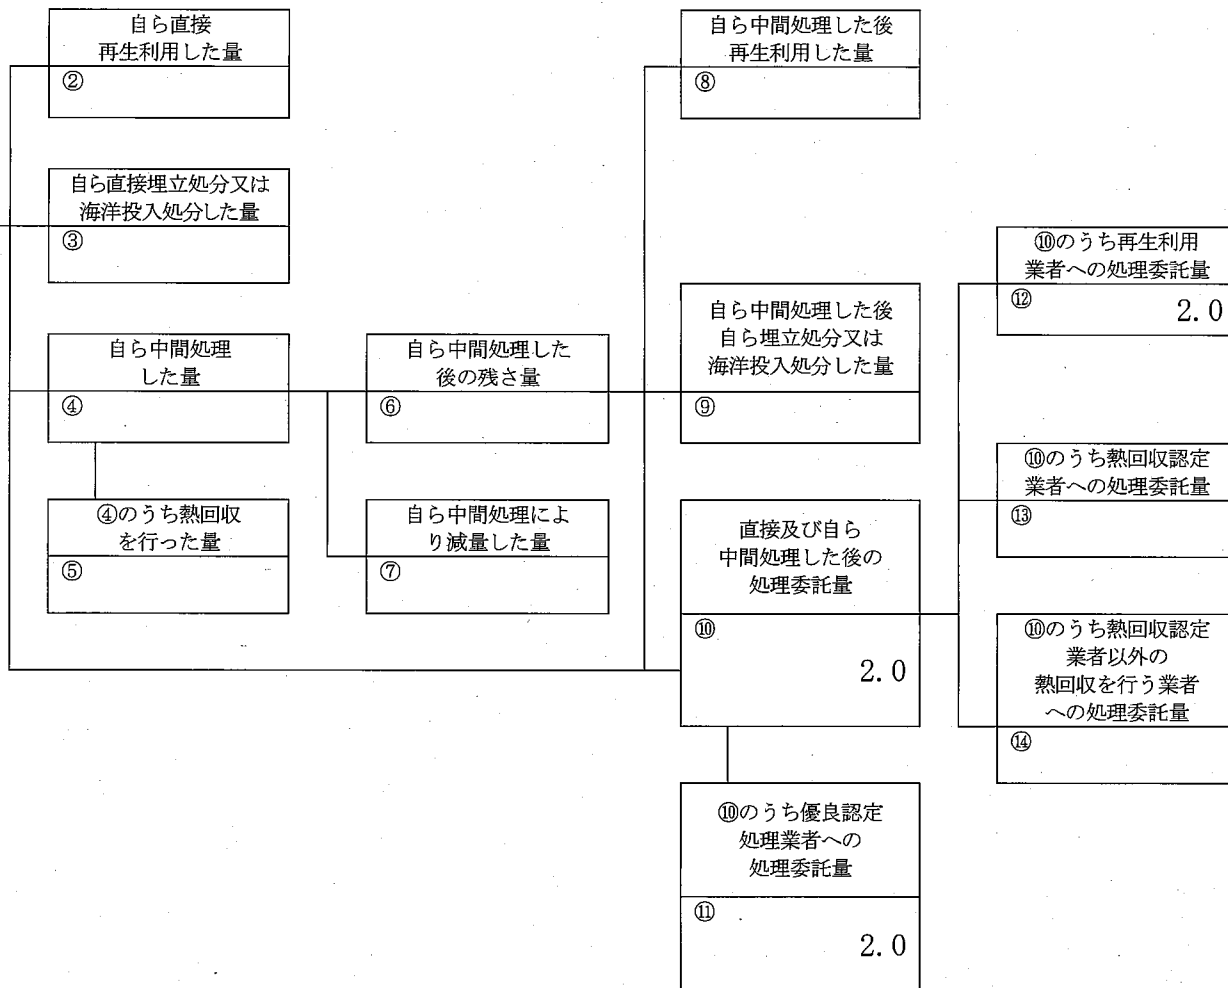 自ら直接
再生利用した量
②
自ら中間処理した後
再生利用した量
⑧
自ら直接埋立処分又は
海洋投入処分した量
③
⑩のうち再生利用
業者への処理委託量
⑫
2.0
自ら中間処理した後
自ら埋立処分又は
海洋投入処分した量
⑨
自ら中間処理
した量
④
自ら中間処理した
後の残さ量
⑥
⑩のうち熱回収認定
業者への処理委託量
⑬
④のうち熱回収
を行った量
⑤
自ら中間処理によ
り減量した量
⑦
直接及び自ら
中間処理した後の
処理委託量
⑩
2.0
⑩のうち熱回収認定
業者以外の
熱回収を行う業者
への処理委託量
⑭
⑩のうち優良認定
処理業者への
処理委託量
⑪
2.0